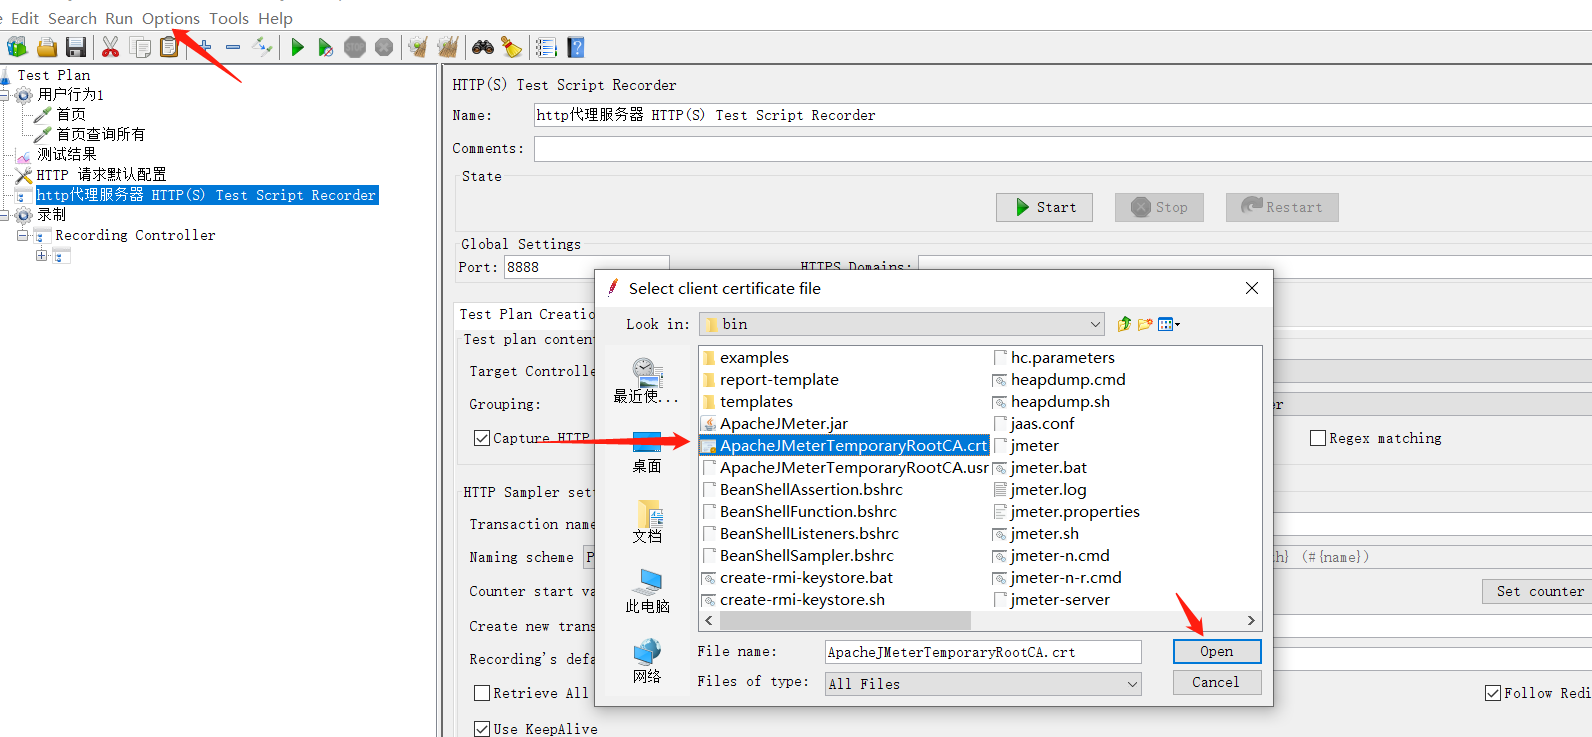 Edit Search Run Options Tools Help
Test Plan
用户行为1
首页
首页查询所有
测试结果
HTTP 请求默认配置
http代理服务器 HTTP(S) Test Script Recorder
录制
Recording Controller
HTTP(S) Test Script Recorder
Name: http代理服务器 HTTP(S) Test Script Recorder
Comments:
State
Start Stop Restart
Global Settings
Port: 8888 HTTPS Domains:
Test Plan Creatio
Test plan conten
Target Controlle
Grouping:
Capture HTTP
Regex matching
HTTP Sampler set
Transaction name
Naming scheme
(#{name})
Counter start va
Set counter
Create new trans
Recording's defa
Retrieve All
Follow Redi
Use KeepAlive
Select client certificate file
Look in: bin
最近使...
桌面
文档
此电脑
网络
examples
report-template
templates
ApacheJMeter.jar
ApacheJMeterTemporaryRootCA.crt
ApacheJMeterTemporaryRootCA.usr
BeanShellAssertion.bshrc
BeanShellFunction.bshrc
BeanShellListeners.bshrc
BeanShellSampler.bshrc
create-rmi-keystore.bat
create-rmi-keystore.sh
hc.parameters
heapdump.cmd
heapdump.sh
jaas.conf
jmeter
jmeter.bat
jmeter.log
jmeter.properties
jmeter.sh
jmeter-n.cmd
jmeter-n-r.cmd
jmeter-server
File name: ApacheJMeterTemporaryRootCA.crt
Open
Files of type: All Files
Cancel